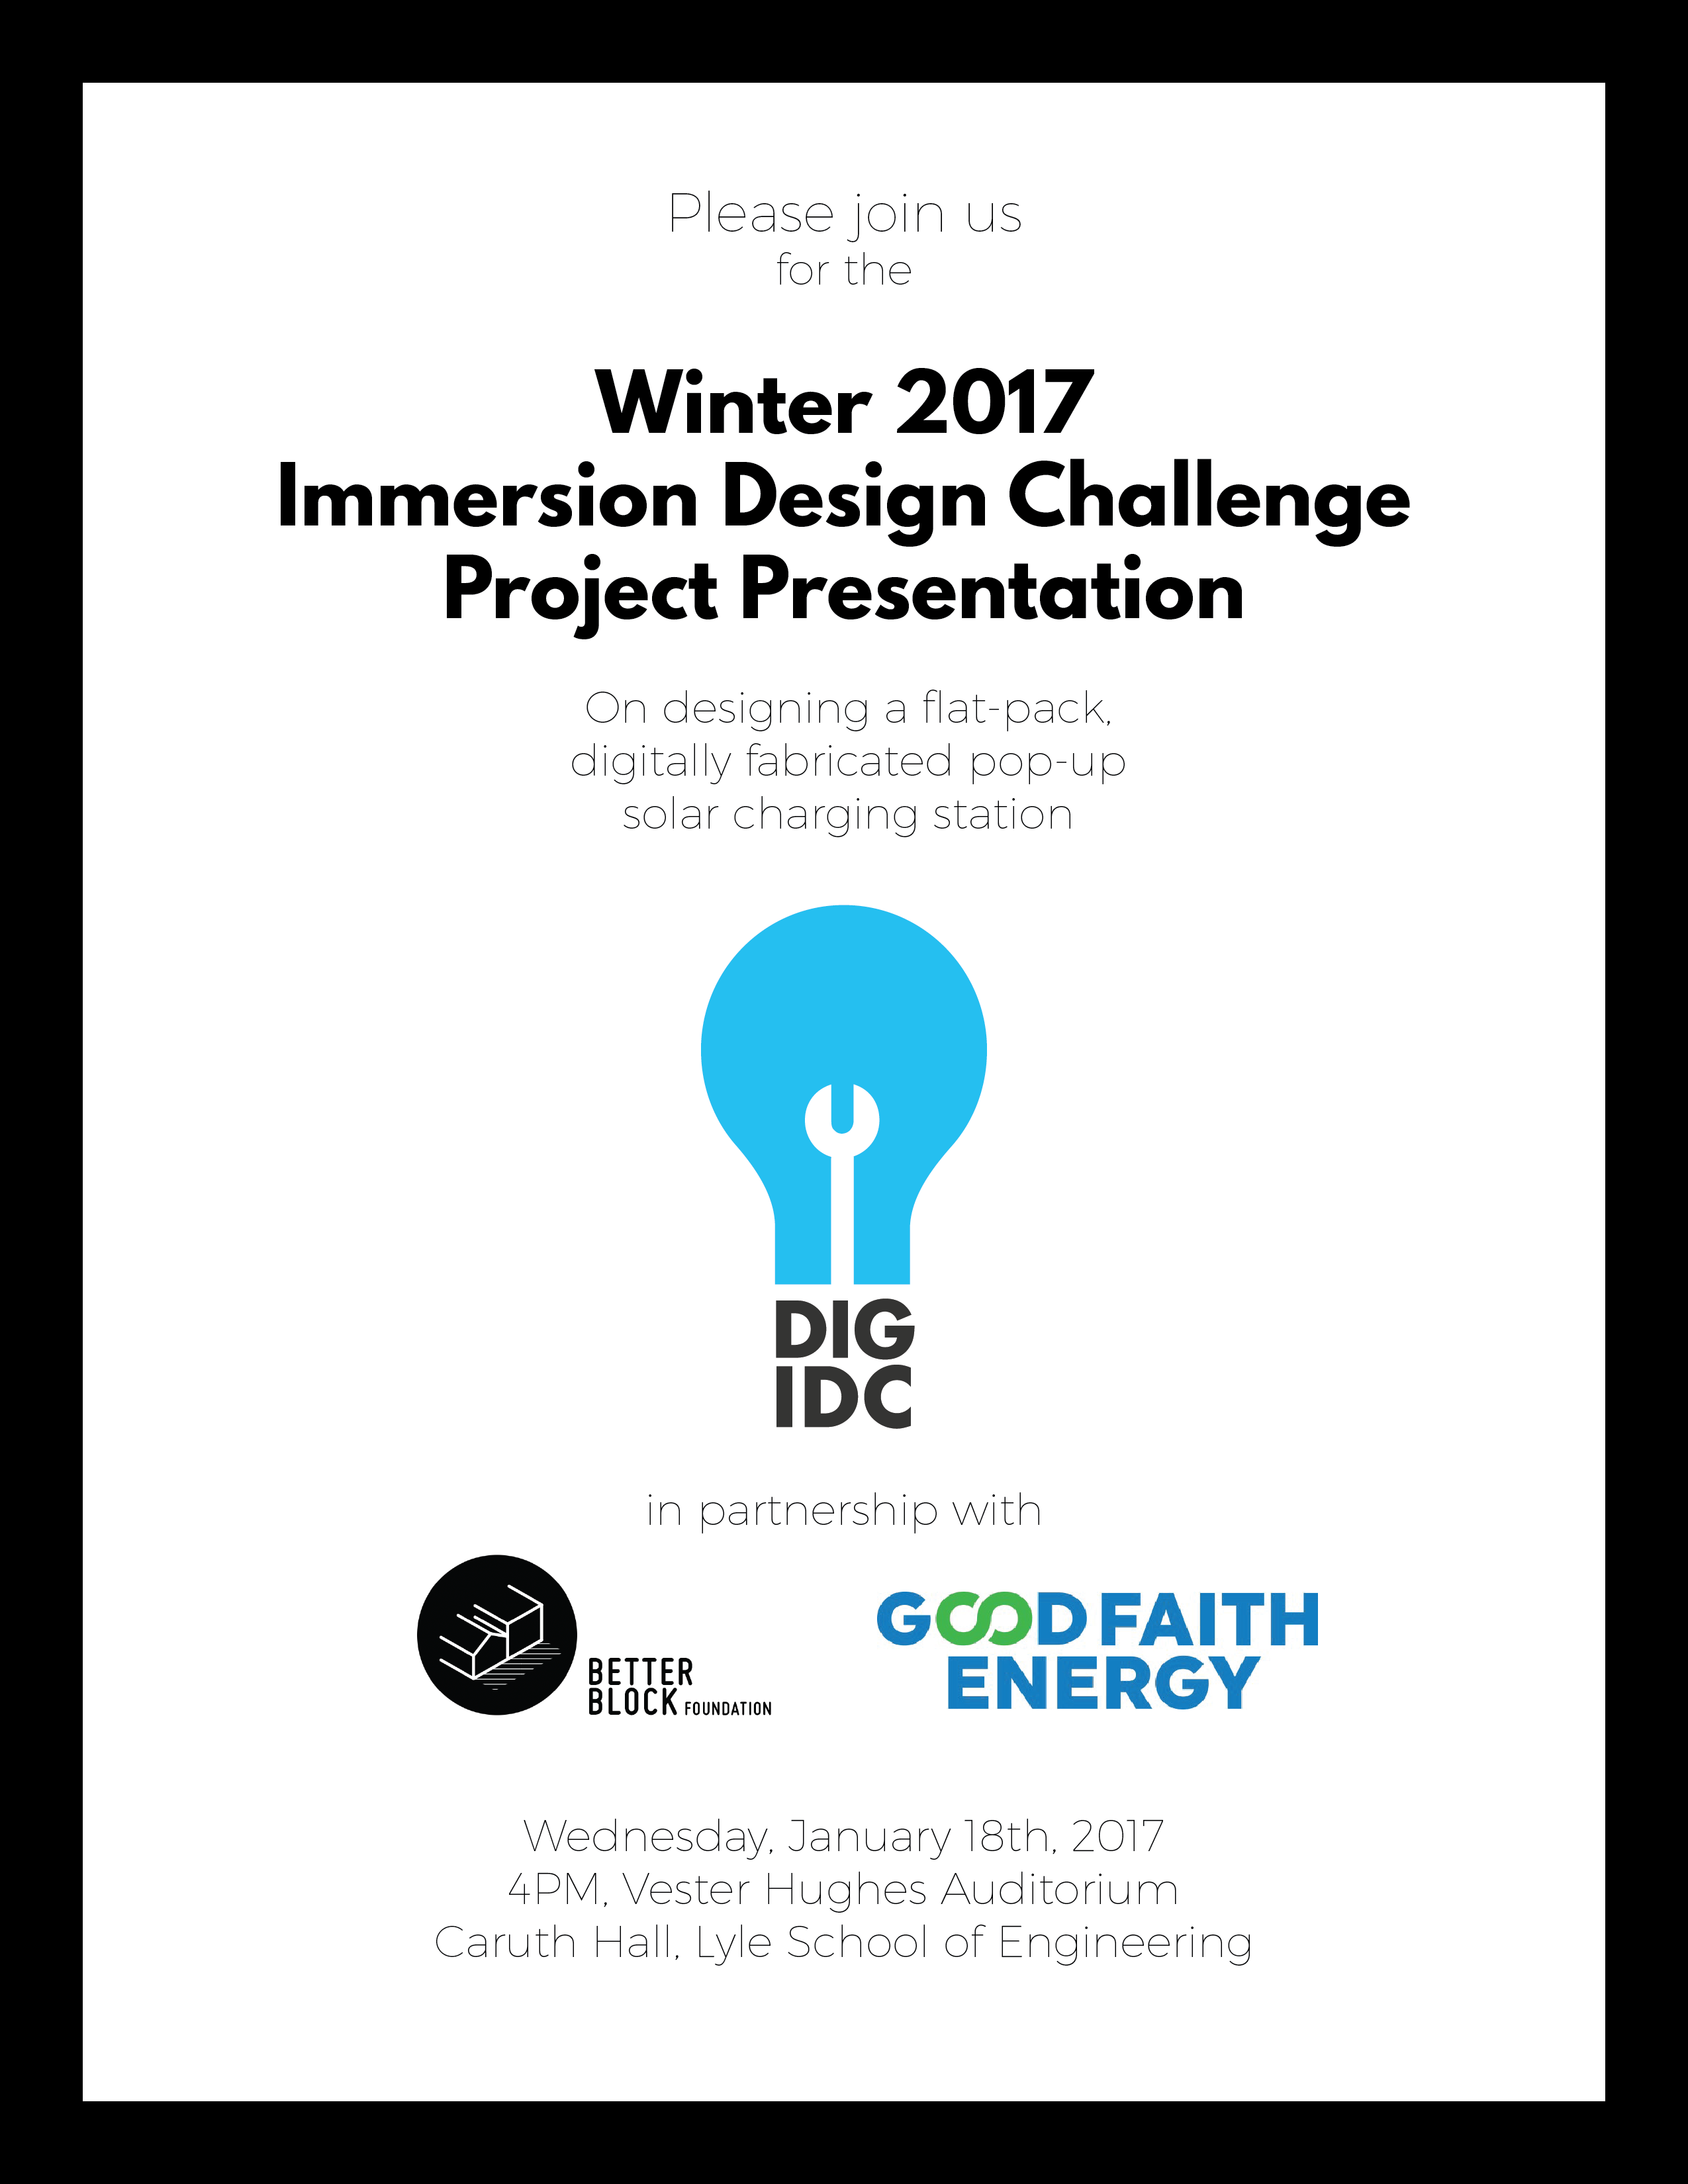 Please join us
for the
Winter 2017
Immersion Design Challenge
Project Presentation
On designing a flat-pack,
digitally fabricated pop-up
solar charging station
DIG
IDC
in partnership with
BETTER
BLOCK FOUNDATION
GOOD FAITH
ENERGY
Wednesday, January 18th, 2017
4PM, Vester Hughes Auditorium
Caruth Hall, Lyle School of Engineering